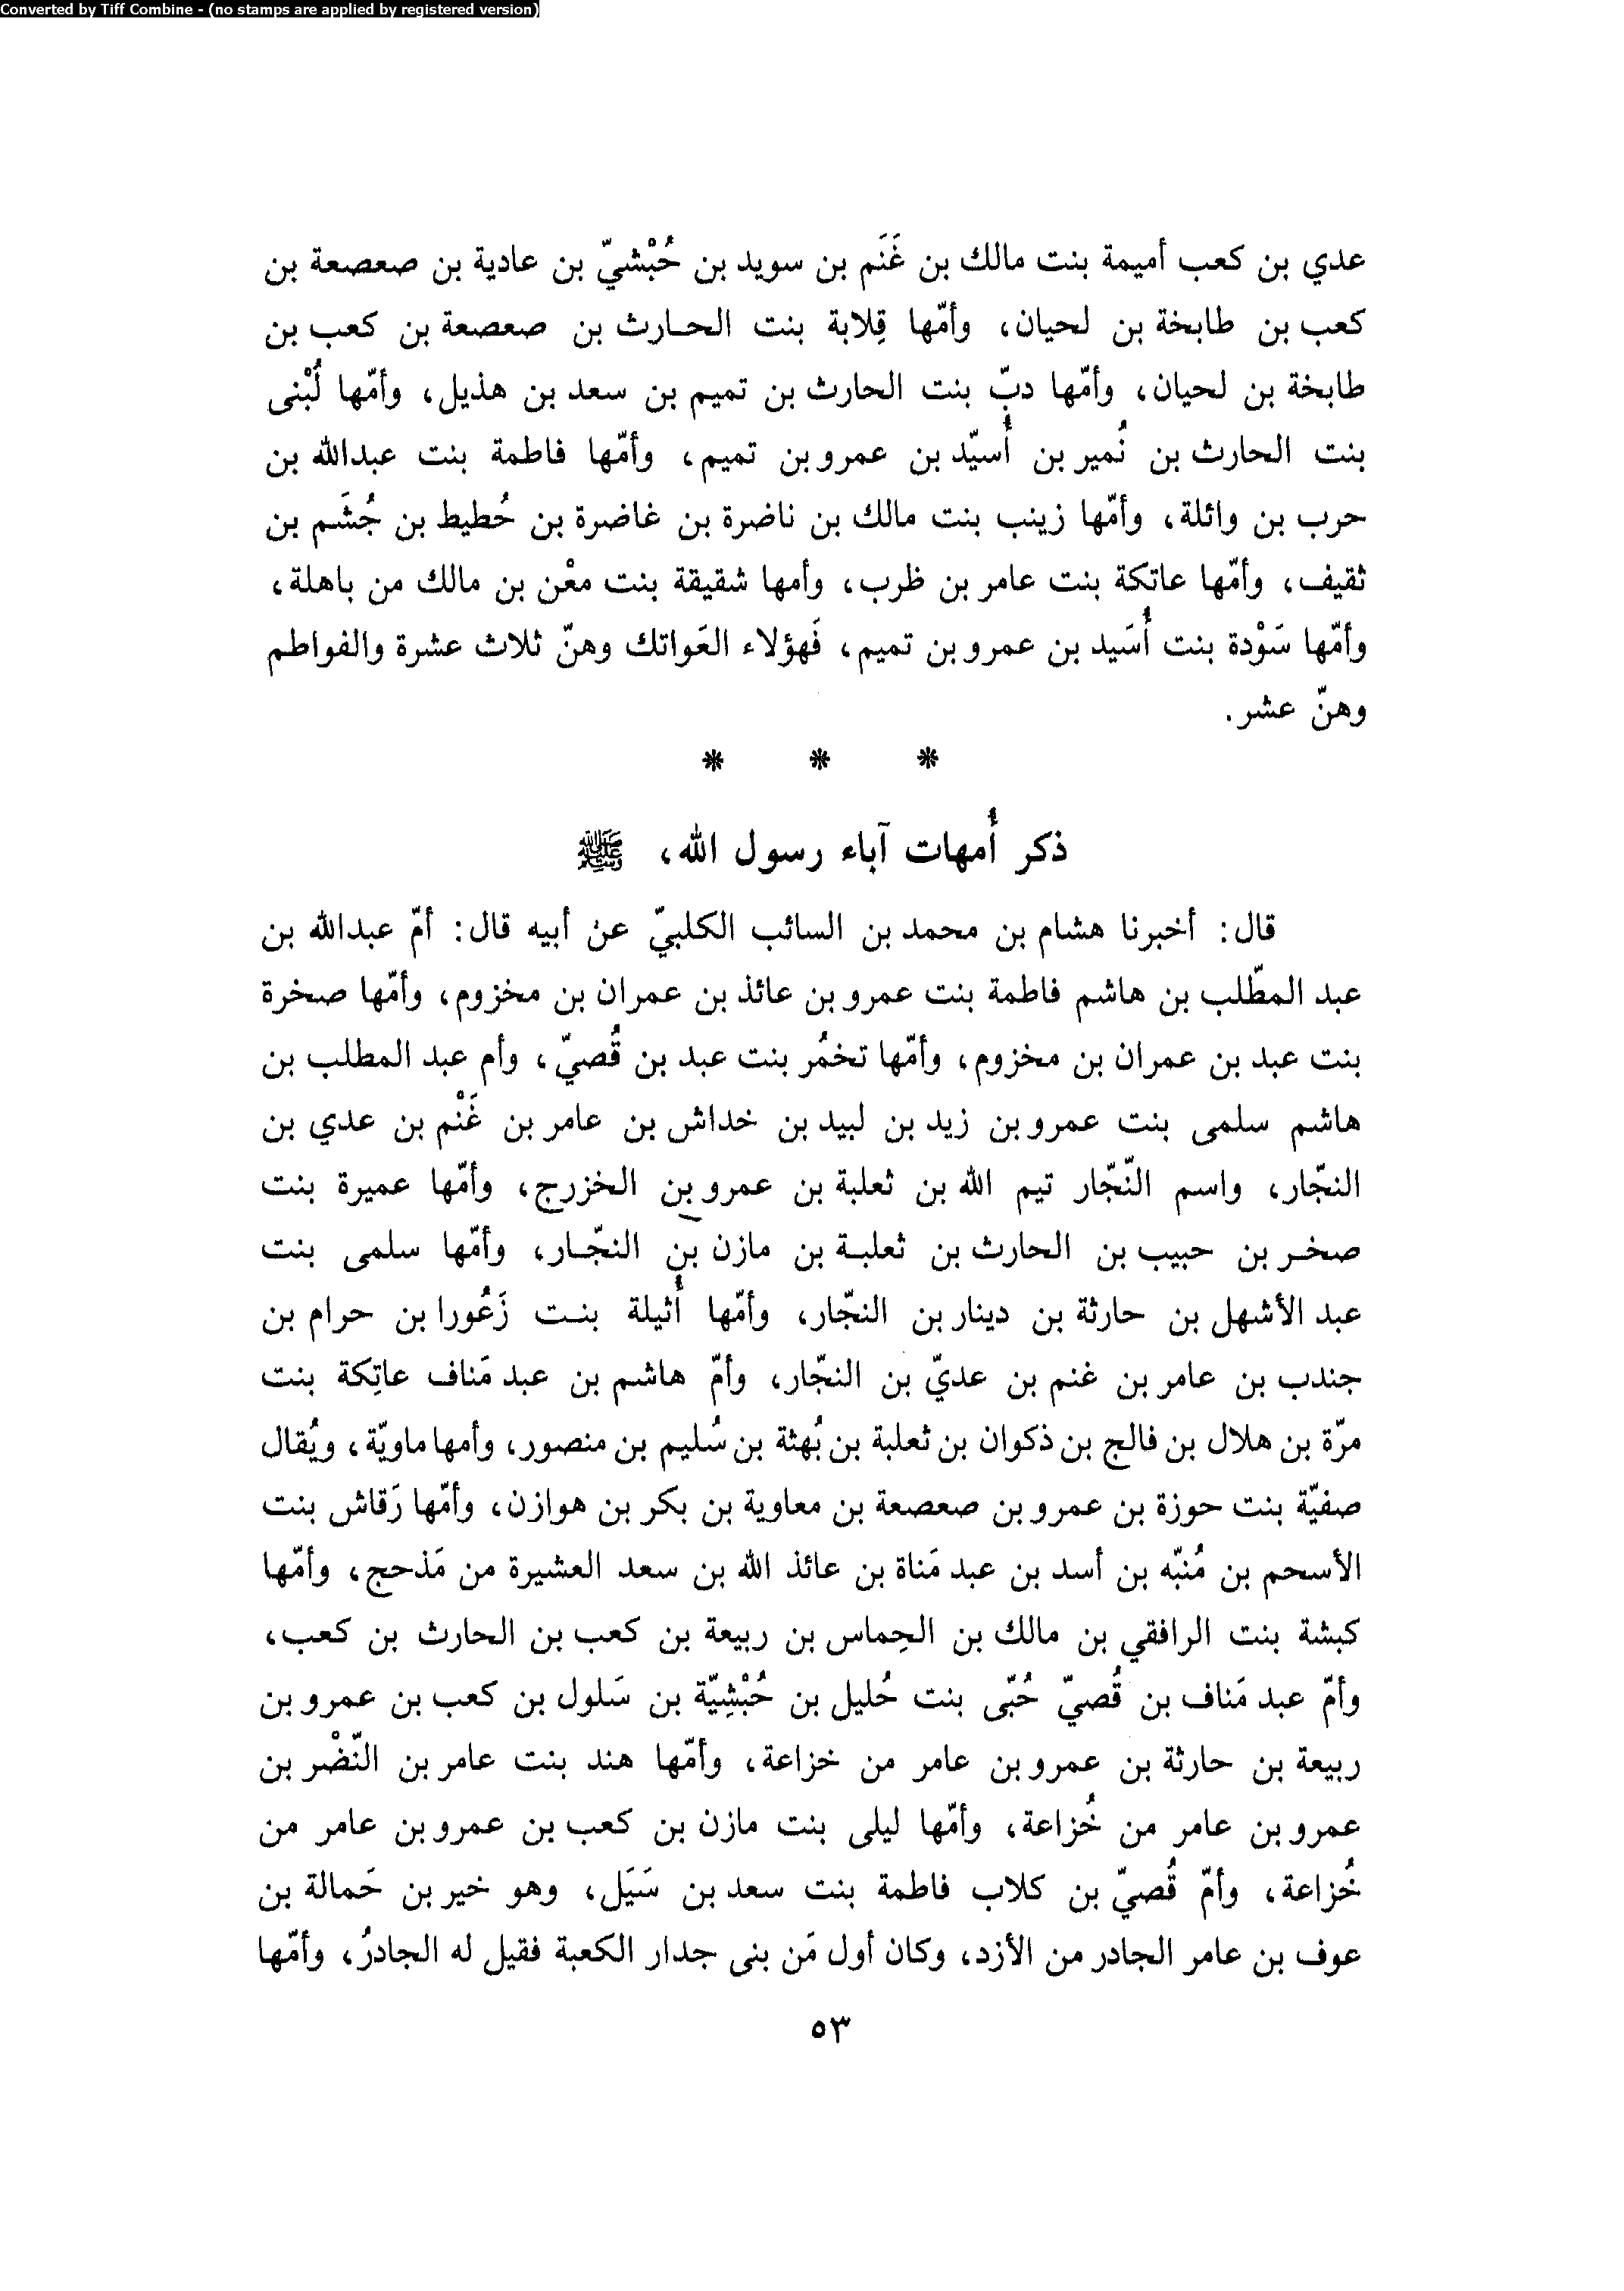 Converted by Tiff Combine - (no stamps are applied by registered version)
عدي بن كعب أميمة بنت مالك بن غَنَم بن سويد بن حُبْشيّ بن عادية بن صعصعة بن
كعب بن طابخة بن لحيان، وأمّها قِلابة بنت الحارث بن صعصعة بن كعب بن
طابخة بن لحيان، وأمّها دبّ بنت الحارث بن تميم بن سعد بن هذيل، وأمّها لُبْنى
بنت الحارث بن نُمير بن أُسيّد بن عمرو بن تميم، وأمّها فاطمة بنت عبدالله بن
حرب بن وائلة، وأمّها زينب بنت مالك بن ناضرة بن غاضرة بن حُطيط بن جُشَم بن
ثقيف، وأمّها عاتكة بنت عامر بن ظرب، وأمها شقيقة بنت معْن بن مالك من باهلة،
وأمّها سَوْدة بنت أُسَيد بن عمرو بن تميم، فَهؤلاء العَواتك وهنّ ثلاث عشرة والفواطم
وهنّ عشر.
* * *
ذكر أُمهات آباء رسول الله، ﷺ
قال: أخبرنا هشام بن محمد بن السائب الكلبيّ عن أبيه قال: أمّ عبدالله بن
عبد المطّلب بن هاشم فاطمة بنت عمرو بن عائذ بن عمران بن مخزوم، وأمّها صخرة
بنت عبد بن عمران بن مخزوم، وأمّها تخمُر بنت عبد بن قُصيّ، وأم عبد المطلب بن
هاشم سلمى بنت عمرو بن زيد بن لبيد بن خداش بن عامر بن غَنْم بن عدي بن
النجّار، واسم النّجّار تيم الله بن ثعلبة بن عمرو بن الخزرج، وأمّها عميرة بنت
صخر بن حبيب بن الحارث بن ثعلبة بن مازن بن النجّار، وأمّها سلمى بنت
عبد الأشهل بن حارثة بن دينار بن النجّار، وأمّها أُثيلة بنت زَعُورا بن حرام بن
جندب بن عامر بن غنم بن عديّ بن النجّار، وأمّ هاشم بن عبد مَناف عاتِكة بنت
مرّة بن هلال بن فالج بن ذكوان بن ثعلبة بن بُهثة بن سُليم بن منصور، وأمها ماويّة، ويُقال
صفيّة بنت حوزة بن عمرو بن صعصعة بن معاوية بن بكر بن هوازن، وأمّها رَقاش بنت
الأسحم بن مُنبّه بن أسد بن عبد مَناة بن عائذ الله بن سعد العشيرة من مَذحج، وأمّها
كبشة بنت الرافقي بن مالك بن الحِماس بن ربيعة بن كعب بن الحارث بن كعب،
وأمّ عبد مَناف بن قُصيّ حُبّى بنت حُليل بن حُبْشِيّة بن سَلول بن كعب بن عمرو بن
ربيعة بن حارثة بن عمرو بن عامر من خزاعة، وأمّها هند بنت عامر بن النّضْر بن
عمرو بن عامر من خُزاعة، وأمّها ليلى بنت مازن بن كعب بن عمرو بن عامر من
خُزاعة، وأمّ قُصيّ بن كلاب فاطمة بنت سعد بن سَيَل، وهو خير بن حَمالة بن
عوف بن عامر الجادر من الأزد، وكان أول مَن بنى جدار الكعبة فقيل له الجادرُ، وأمّها
٥٣